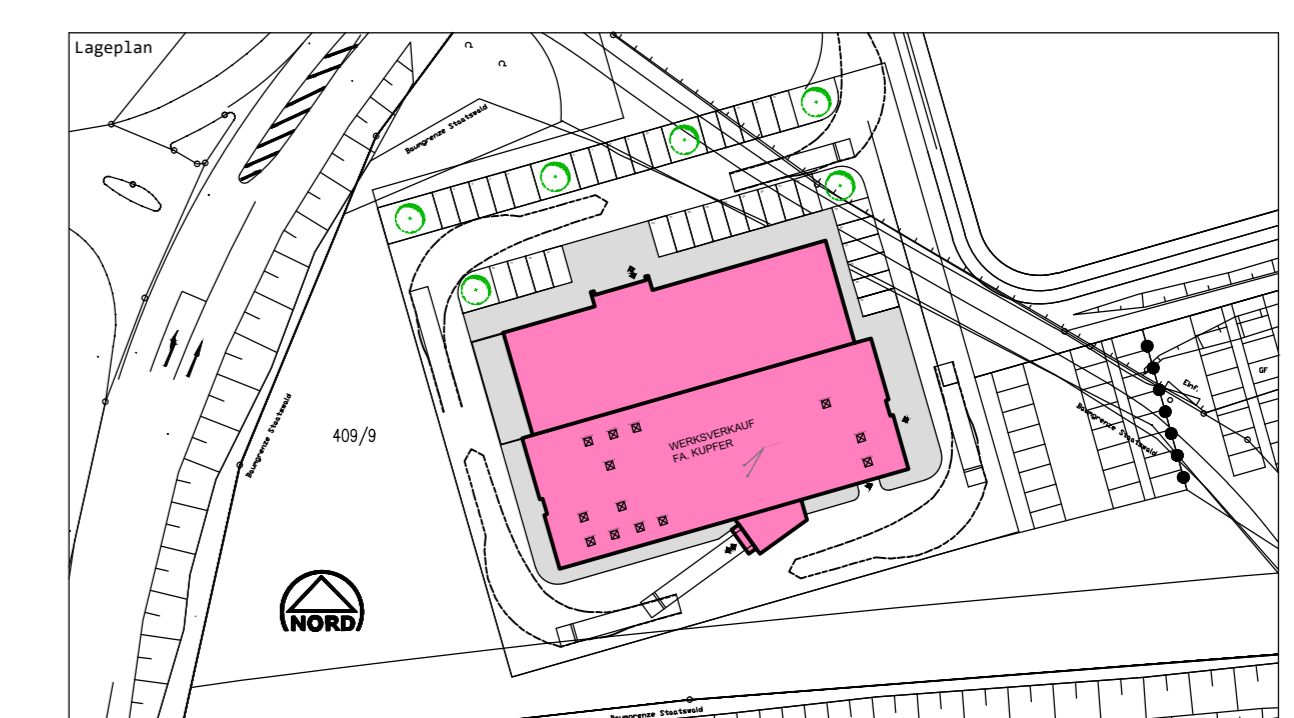 Lageplan
Baumgrenze Staatswald
409/9
Baumgrenze Staatswald
WERKSVERKAUF
FA. KUPFER
Einf.
GF
Baumgrenze Staatswald
NORD
Baumgrenze Staatswald